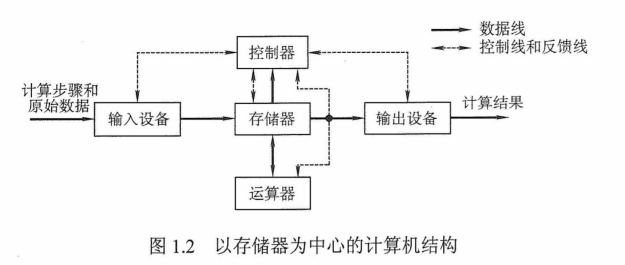 数据线
控制器
控制线和反馈线
计算步骤和
原始数据
计算结果
输入设备
存储器
输出设备
运算器
图 1.2 以存储器为中心的计算机结构